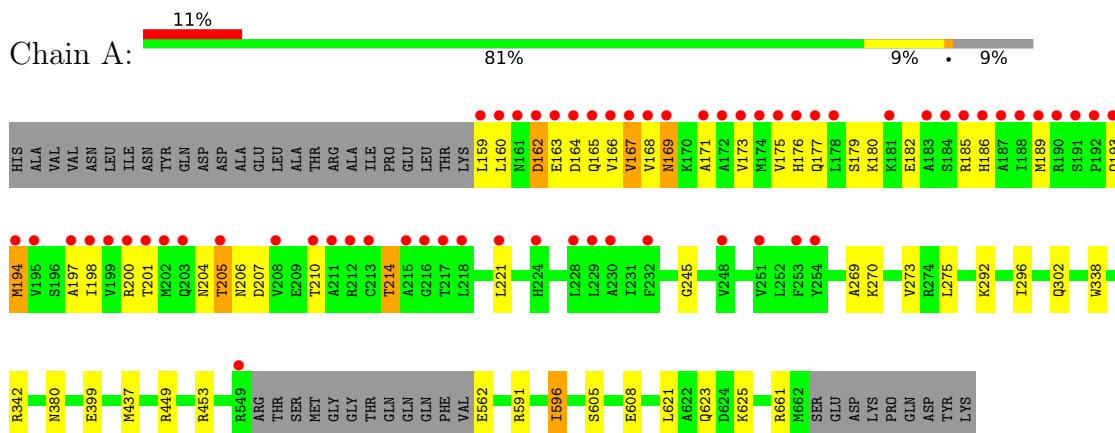 11%
Chain A:
81% 9% • 9%
HIS ALA VAL VAL ASN LEU ILE ASN TYR GLN ASP ASP ALA GLU LEU ALA THR ARG ALA ILE PRO GLU LEU THR LYS L159 L160 N161 D162 E163 D164 Q165 V166 V167 V168 N169 K170 A171 A172 V173 M174 V175 H176 Q177 L178 S179 K180 K181 E182 A183 S184 R185 H186 A187 I188 M189 R190 S191 P192 Q193
M194 V195 S196 A197 I198 V199 R200 T201 M202 Q203 N204 T205 N206 D207 V208 E209 T210 A211 R212 C213 T214 A215 G216 T217 L218 L221 H224 L228 L229 A230 I231 F232 G245 V248 V251 L252 F253 Y254 A269 K270 V273 R274 L275 K292 I296 Q302 W338
R342 N380 E399 M437 R449 R453 R549 ARG THR SER MET GLY GLY THR GLN GLN GLN PHE VAL E562 R591 I596 S605 E608 L621 A622 Q623 D624 K625 R661 M662 SER GLU ASP LYS PRO GLN ASP TYR LYS